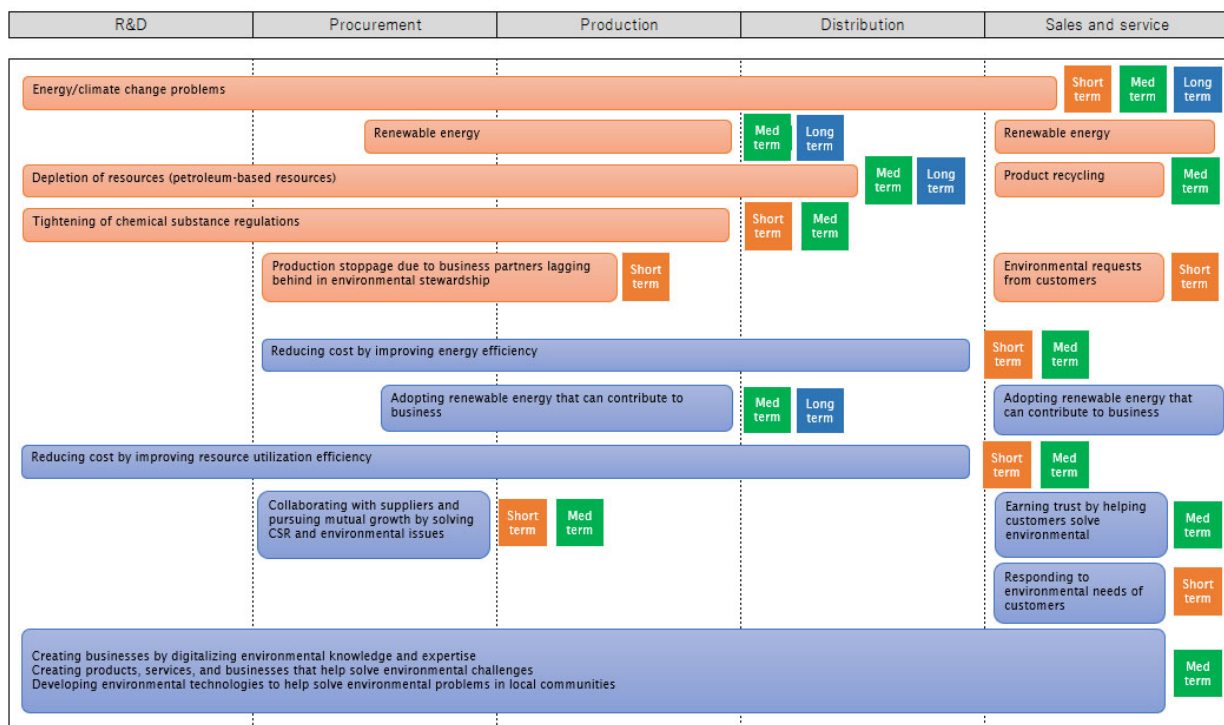 R&D Procurement Production Distribution Sales and service
Energy/climate change problems
Short term
Med term
Long term
Renewable energy
Med term
Long term
Renewable energy
Depletion of resources (petroleum-based resources)
Med term
Long term
Product recycling
Med term
Tightening of chemical substance regulations
Short term
Med term
Production stoppage due to business partners lagging
behind in environmental stewardship
Short term
Environmental requests
from customers
Short term
Reducing cost by improving energy efficiency
Short term
Med term
Adopting renewable energy that can contribute to
business
Med term
Long term
Adopting renewable energy that
can contribute to business
Reducing cost by improving resource utilization efficiency
Short term
Med term
Collaborating with suppliers and
pursuing mutual growth by solving
CSR and environmental issues
Short term
Med term
Earning trust by helping
customers solve
environmental
Med term
Responding to
environmental needs of
customers
Short term
Creating businesses by digitalizing environmental knowledge and expertise
Creating products, services, and businesses that help solve environmental challenges
Developing environmental technologies to help solve environmental problems in local communities
Med term